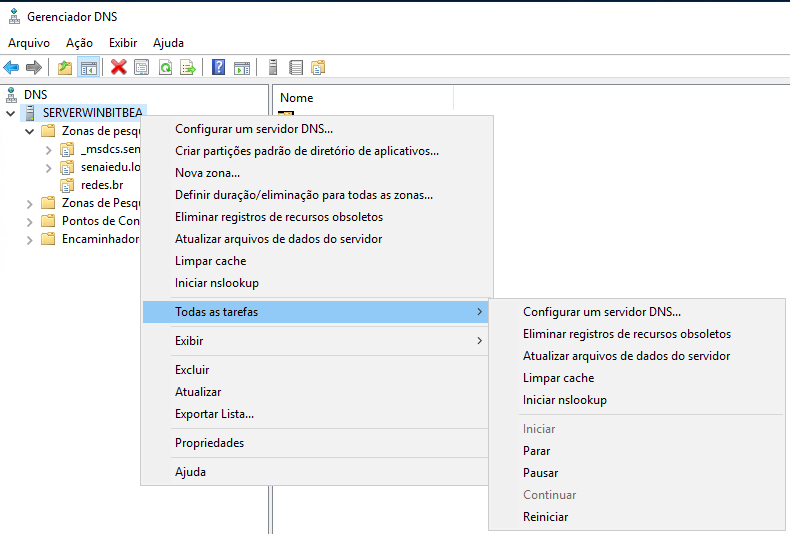 Gerenciador DNS
Arquivo Ação Exibir Ajuda
DNS
SERVERWINBITBEA
Zonas de pesqu
_msdcs.sen
senaiedu.lo
redes.br
Zonas de Pesqu
Pontos de Con
Encaminhador
Nome
Configurar um servidor DNS...
Criar partições padrão de diretório de aplicativos...
Nova zona...
Definir duração/eliminação para todas as zonas...
Eliminar registros de recursos obsoletos
Atualizar arquivos de dados do servidor
Limpar cache
Iniciar nslookup
Todas as tarefas
Exibir
Excluir
Atualizar
Exportar Lista...
Propriedades
Ajuda
Configurar um servidor DNS...
Eliminar registros de recursos obsoletos
Atualizar arquivos de dados do servidor
Limpar cache
Iniciar nslookup
Iniciar
Parar
Pausar
Continuar
Reiniciar